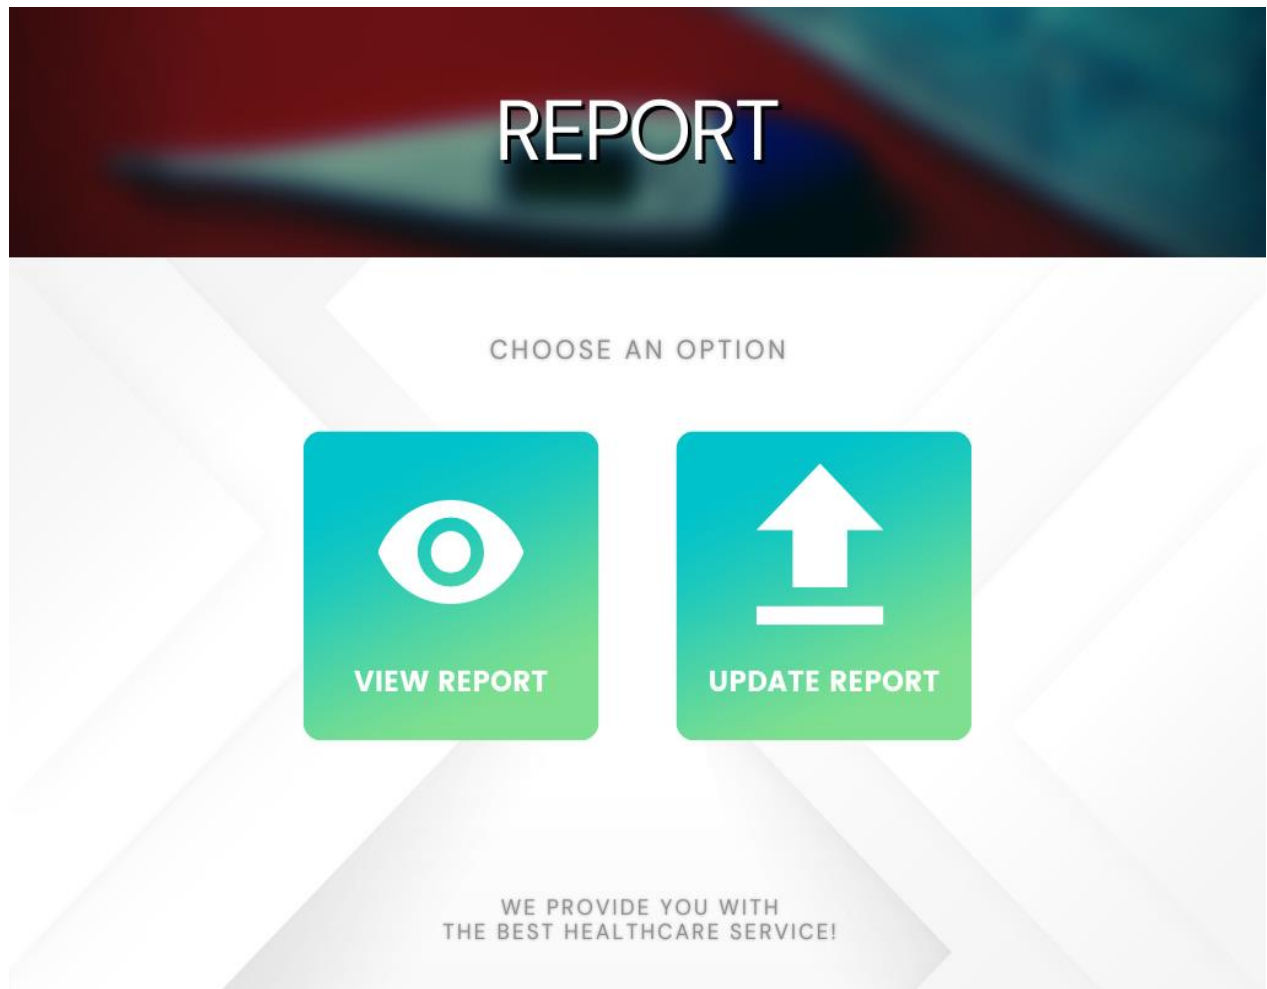 REPORT
CHOOSE AN OPTION
VIEW REPORT
UPDATE REPORT
WE PROVIDE YOU WITH
THE BEST HEALTHCARE SERVICE!